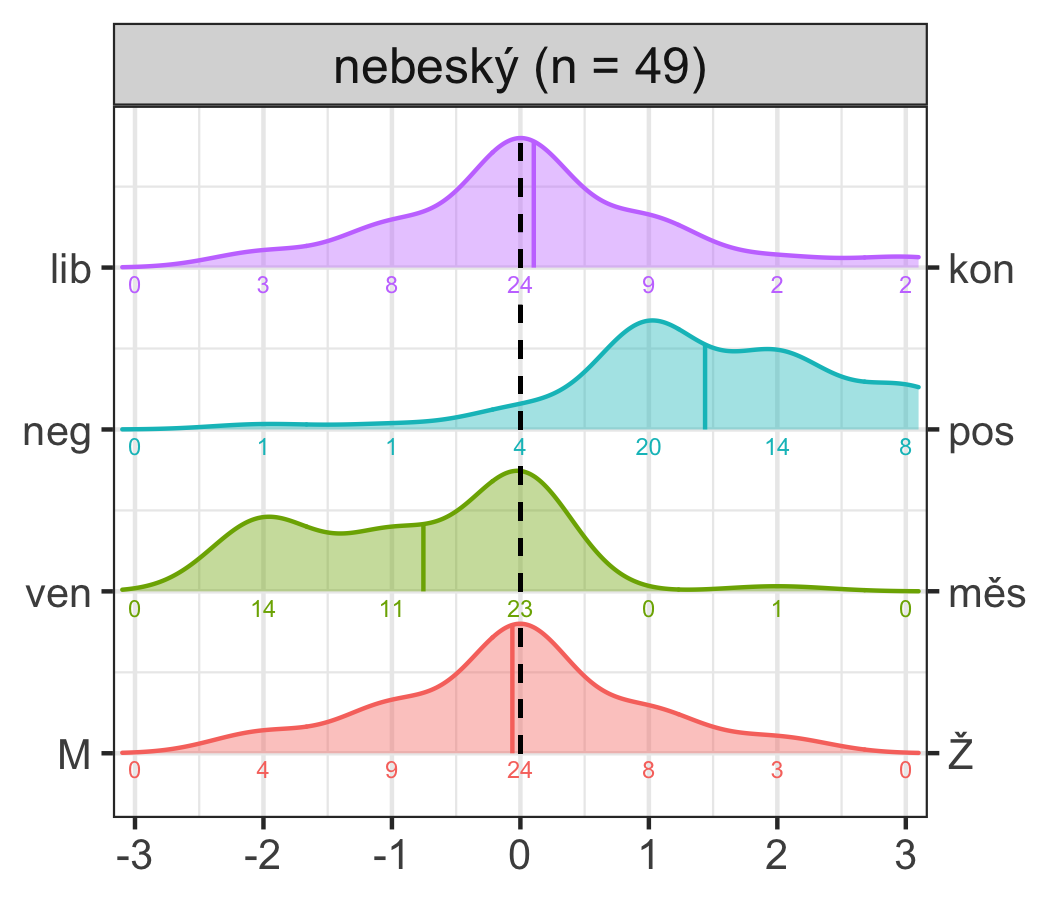 nebeský (n = 49)
lib kon
0 3 8 24 9 2 2
neg pos
0 1 1 4 20 14 8
ven měs
0 14 11 23 0 1 0
M Ž
0 4 9 24 8 3 0
-3 -2 -1 0 1 2 3